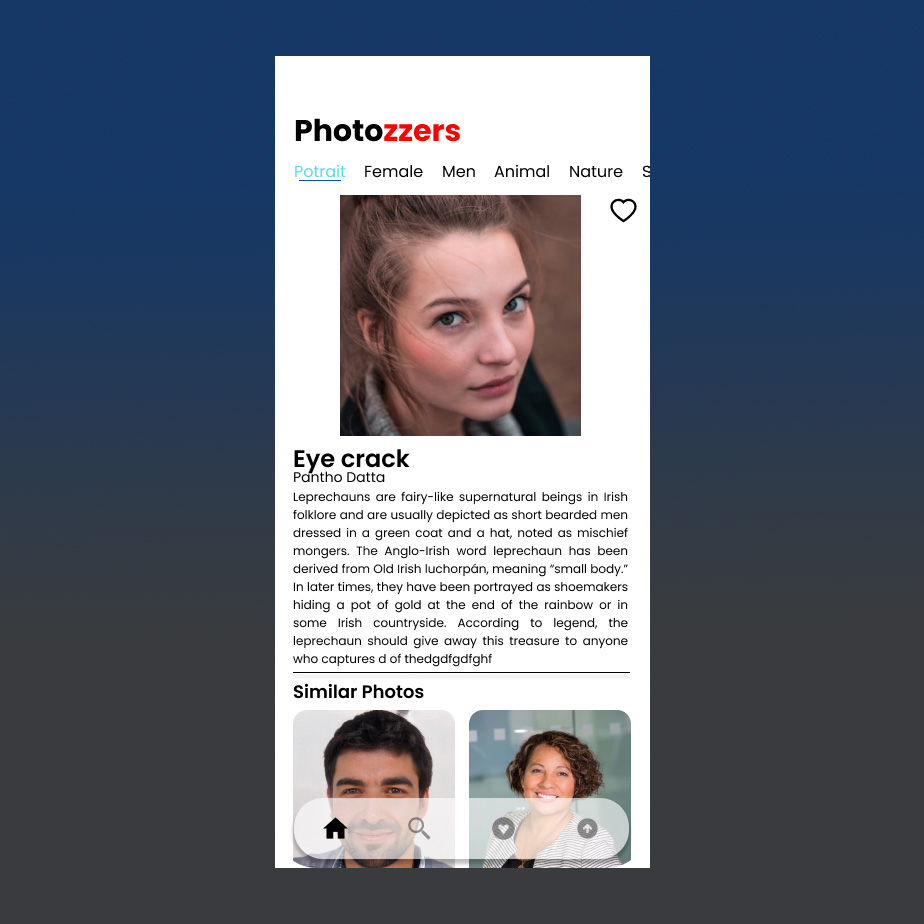 Photozzers
Potrait Female Men Animal Nature S
Eye crack
Pantho Datta
Leprechauns are fairy-like supernatural beings in Irish
folklore and are usually depicted as short bearded men
dressed in a green coat and a hat, noted as mischief
mongers. The Anglo-Irish word leprechaun has been
derived from Old Irish luchorpán, meaning “small body.”
In later times, they have been portrayed as shoemakers
hiding a pot of gold at the end of the rainbow or in
some Irish countryside. According to legend, the
leprechaun should give away this treasure to anyone
who captures d of thedgdfgdfghf
Similar Photos